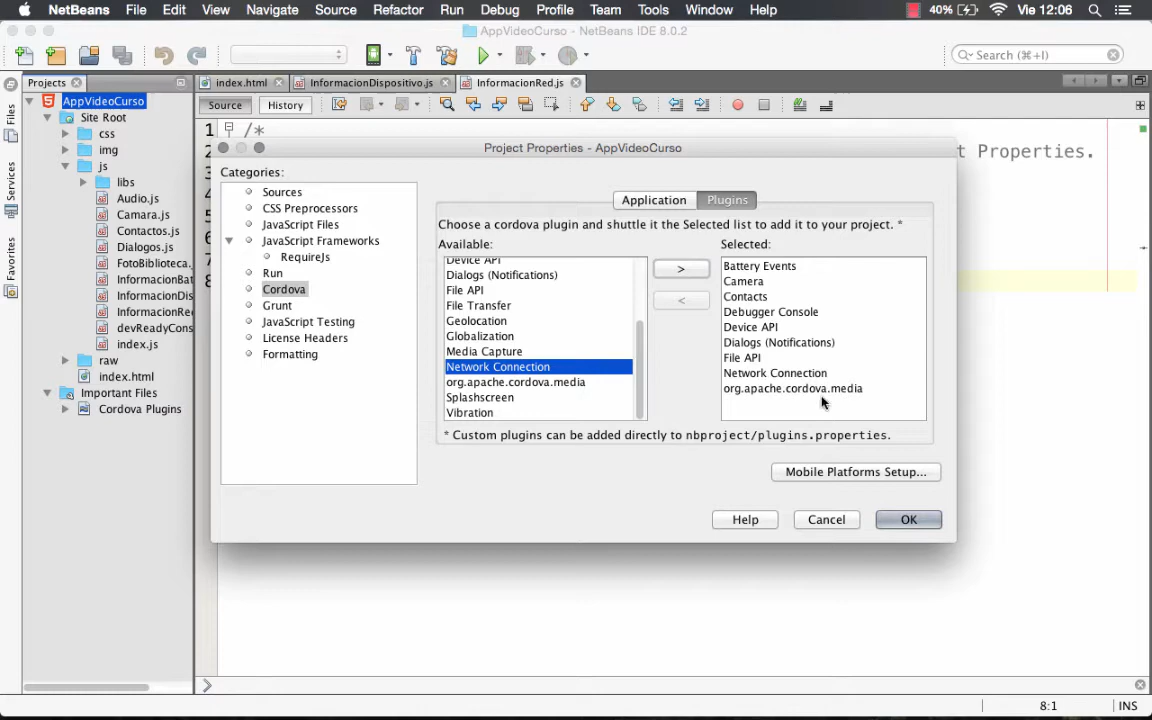 NetBeans File Edit View Navigate Source Refactor Run Debug Profile Team Tools Window Help 40% Vie 12:06
AppVideoCurso - NetBeans IDE 8.0.2
Search (⌘+I)
Projects
index.html InformacionDispotivo.js InformacionRed.js
Source History
Files
Services
Favorites
AppVideoCurso
Site Root
css
img
js
libs
Audio.js
Camara.js
Contactos.js
Dialogos.js
FotoBiblioteca.
InformacionBat
InformacionDis
InformacionRe
devReadyCons
index.js
raw
index.html
Important Files
Cordova Plugins
1 /*
2 t Properties.
8
Project Properties - AppVideoCurso
Categories:
Sources
CSS Preprocessors
JavaScript Files
JavaScript Frameworks
RequireJs
Run
Cordova
Grunt
JavaScript Testing
License Headers
Formatting
Application Plugins
Choose a cordova plugin and shuttle it the Selected list to add it to your project. *
Available:
Device API
Dialogs (Notifications)
File API
File Transfer
Geolocation
Globalization
Media Capture
Network Connection
org.apache.cordova.media
Splashscreen
Vibration
>
<
Selected:
Battery Events
Camera
Contacts
Debugger Console
Device API
Dialogs (Notifications)
File API
Network Connection
org.apache.cordova.media
* Custom plugins can be added directly to nbproject/plugins.properties.
Mobile Platforms Setup...
Help Cancel OK
8:1 INS